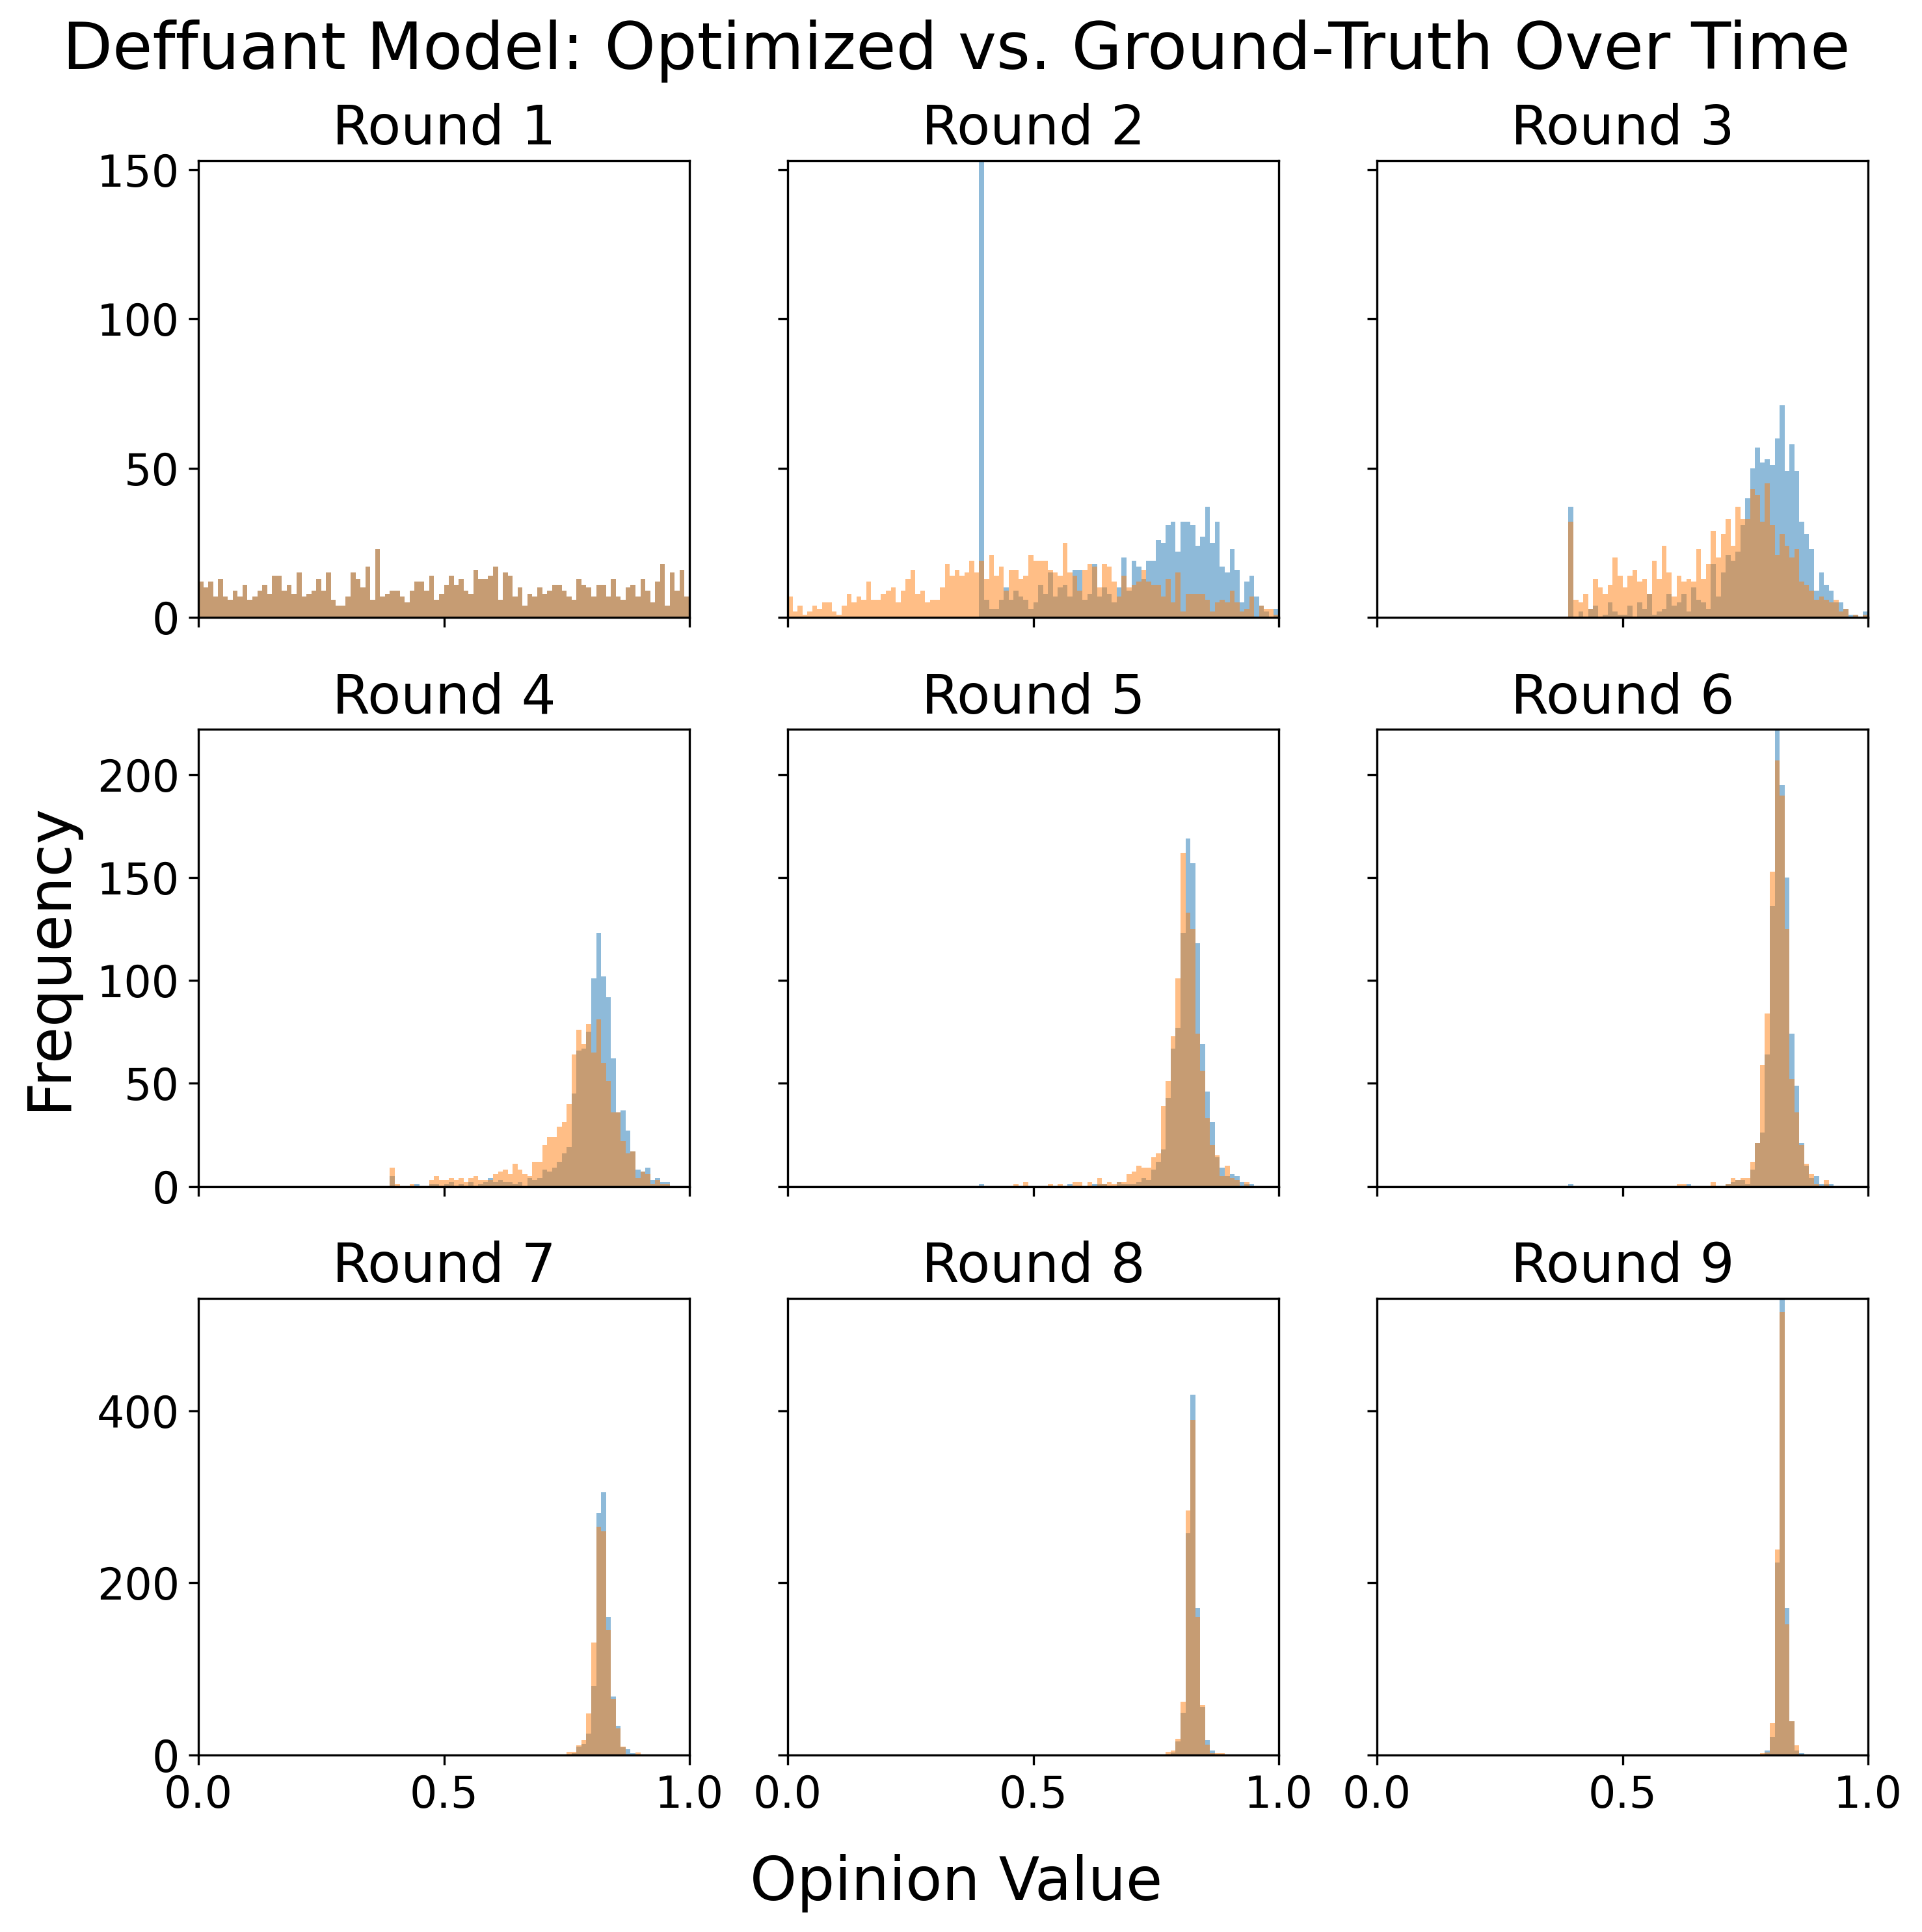 Deffuant Model: Optimized vs. Ground-Truth Over Time
Round 1
Round 2
Round 3
150
100
50
0
Round 4
Round 5
Round 6
200
150
100
50
0
Frequency
Round 7
Round 8
Round 9
400
200
0
0.0 0.5 1.0 0.0 0.5 1.0 0.0 0.5 1.0
Opinion Value